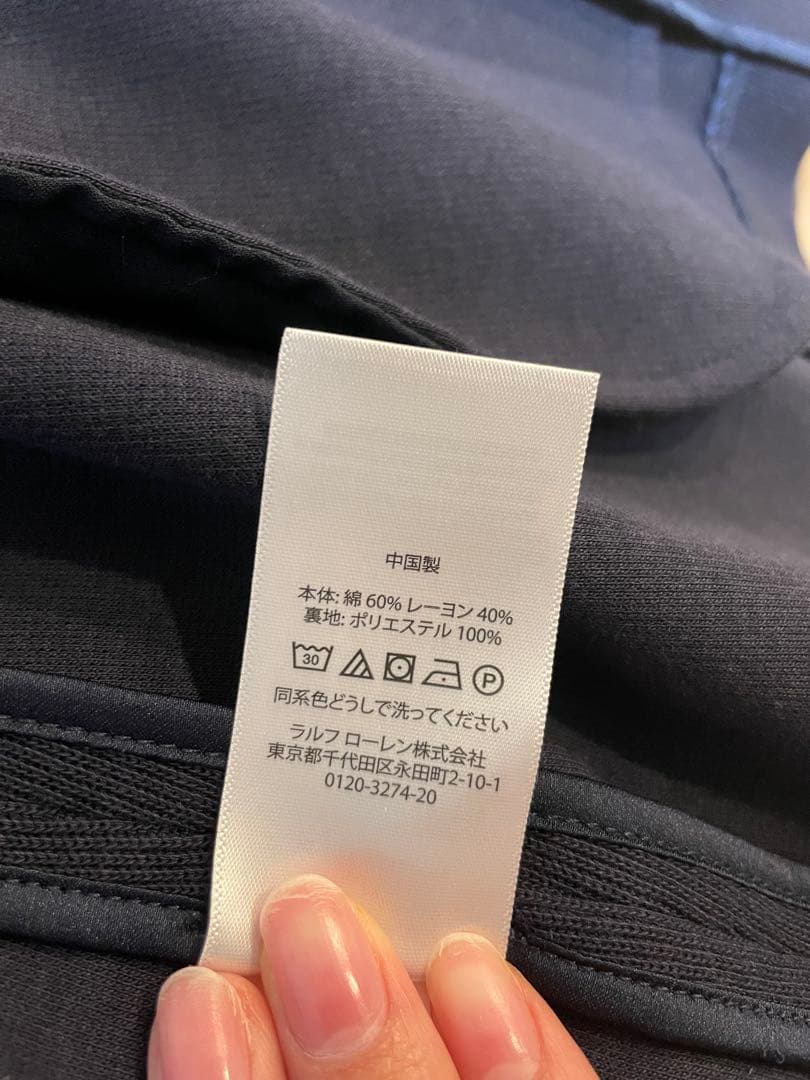 中国製
本体: 綿 60% レーヨン 40%
裏地: ポリエステル 100%
30 P
同系色どうしで洗ってください
ラルフ ローレン株式会社
東京都千代田区永田町2-10-1
0120-3274-20